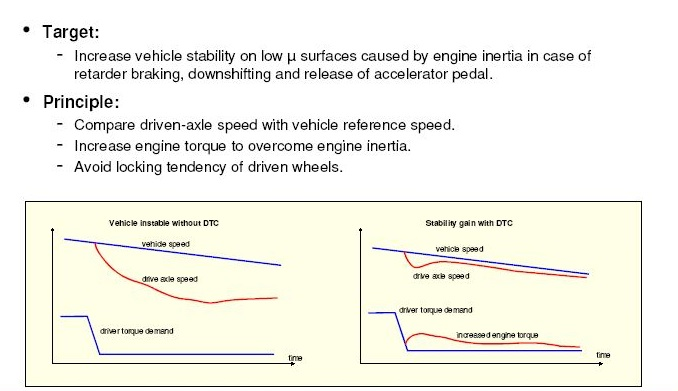 • Target:
- Increase vehicle stability on low μ surfaces caused by engine inertia in case of
retarder braking, downshifting and release of accelerator pedal.
• Principle:
- Compare driven-axle speed with vehicle reference speed.
- Increase engine torque to overcome engine inertia.
- Avoid locking tendency of driven wheels.
Vehicle instable without DTC
vehicle speed
drive axle speed
driver torque demand
time
Stability gain with DTC
vehicle speed
drive axle speed
driver torque demand
increased engine torque
time